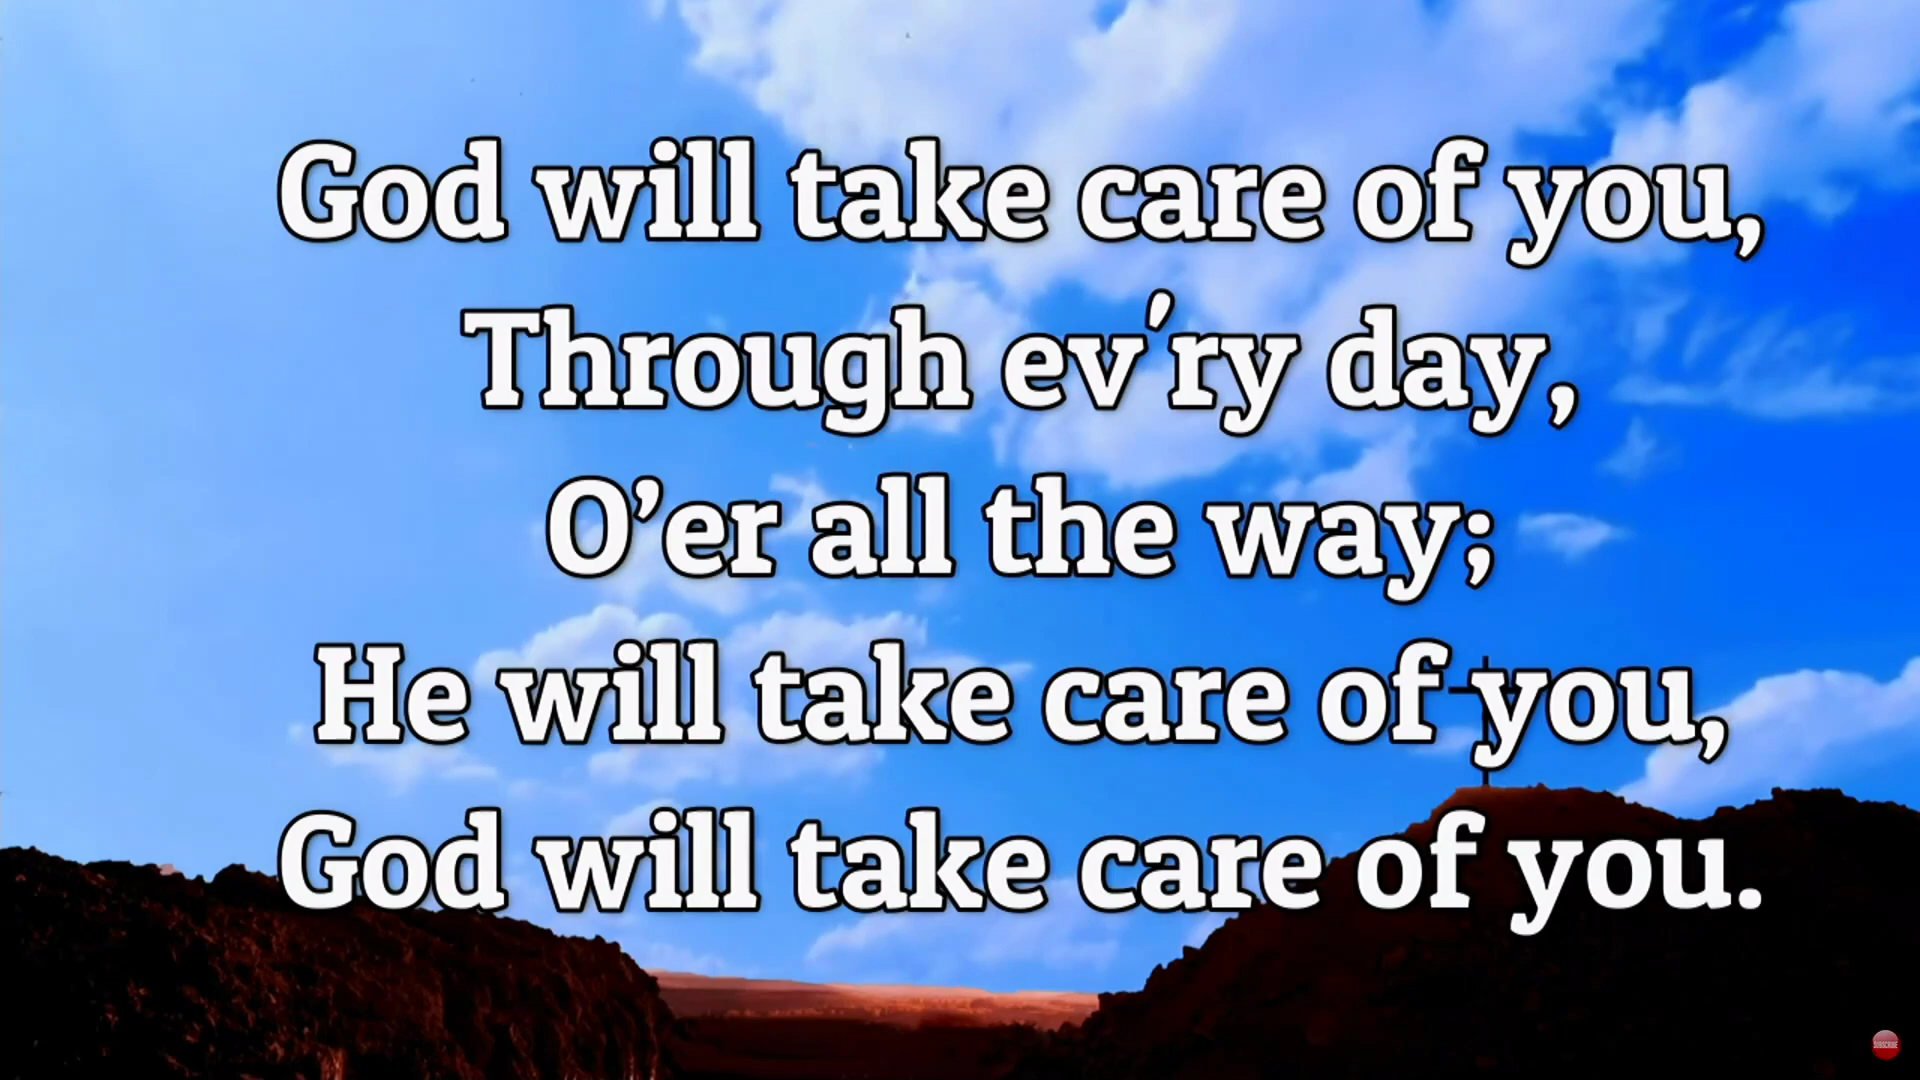 God will take care of you,
Through ev'ry day,
O’er all the way;
He will take care of you,
God will take care of you.
SUBSCRIBE